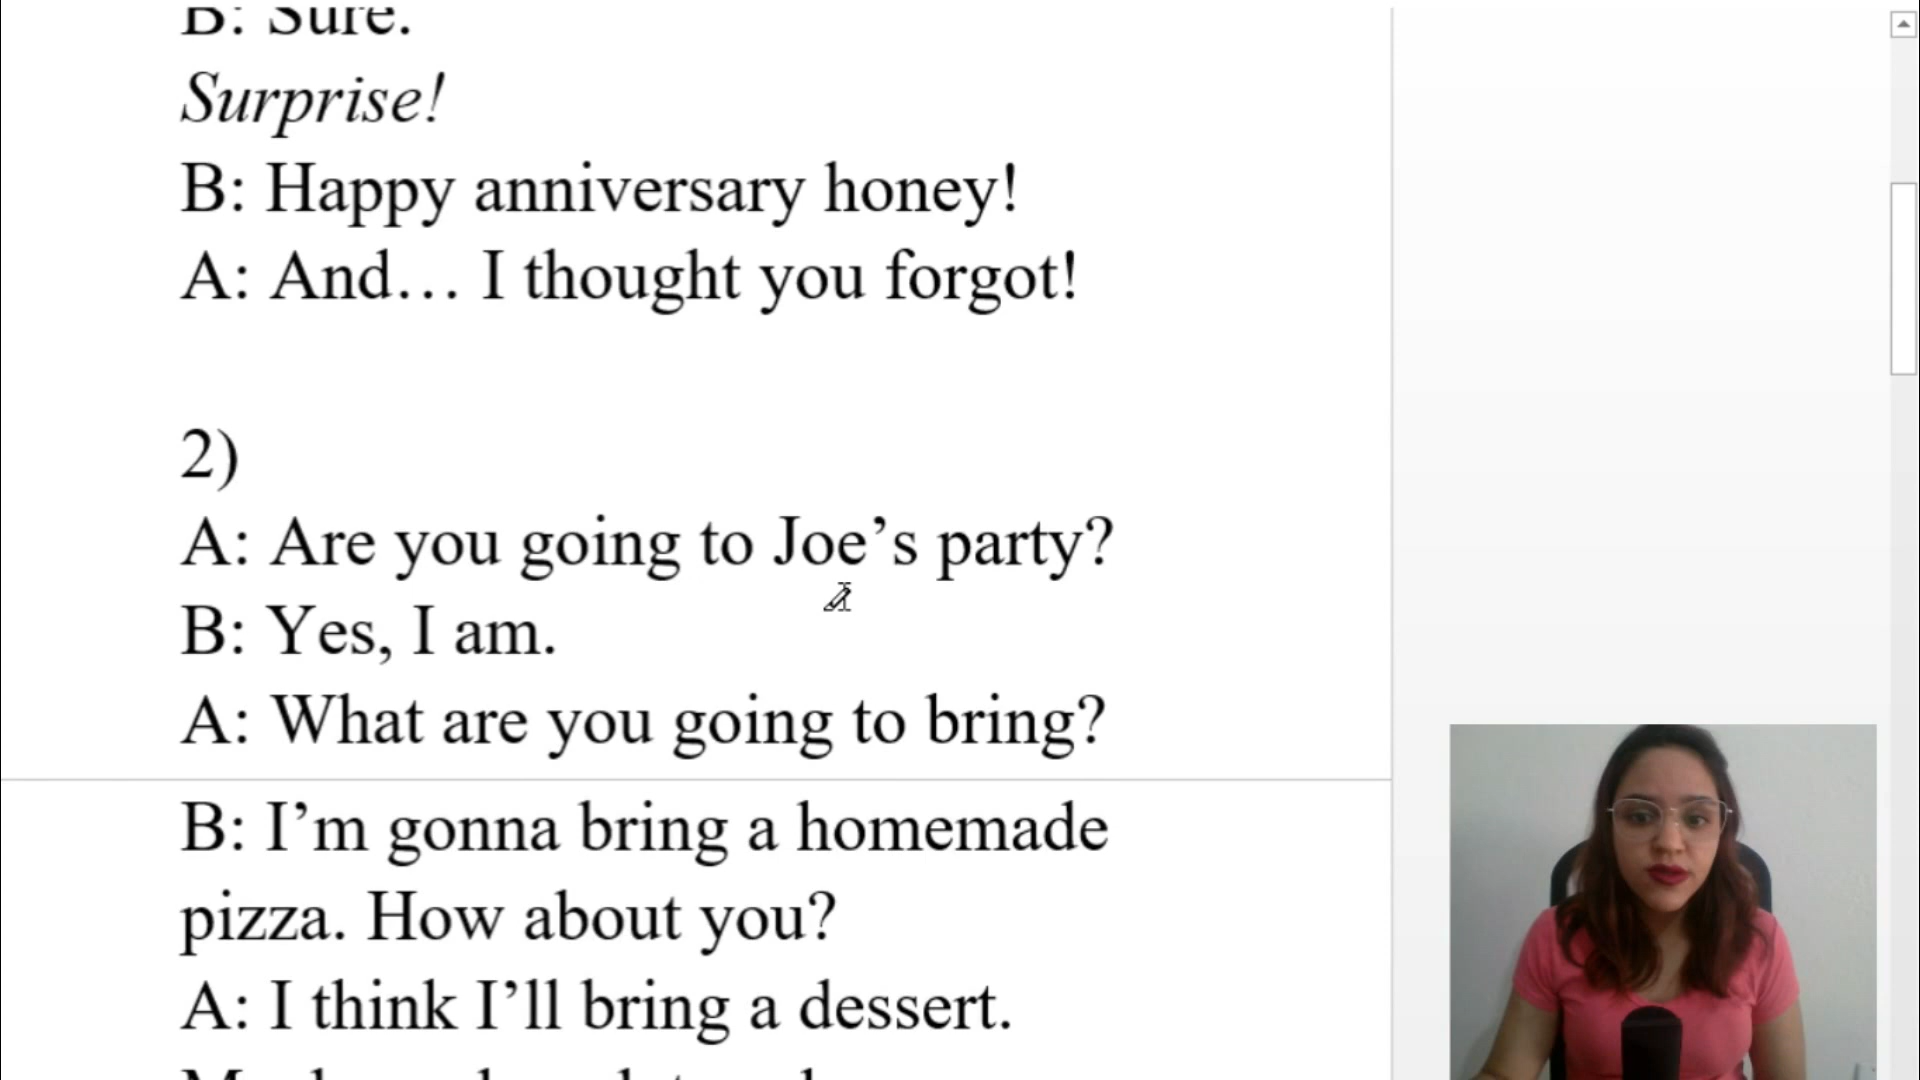 B: Sure.
Surprise!
B: Happy anniversary honey!
A: And… I thought you forgot!
2)
A: Are you going to Joe’s party?
B: Yes, I am.
A: What are you going to bring?
B: I’m gonna bring a homemade
pizza. How about you?
A: I think I’ll bring a dessert.